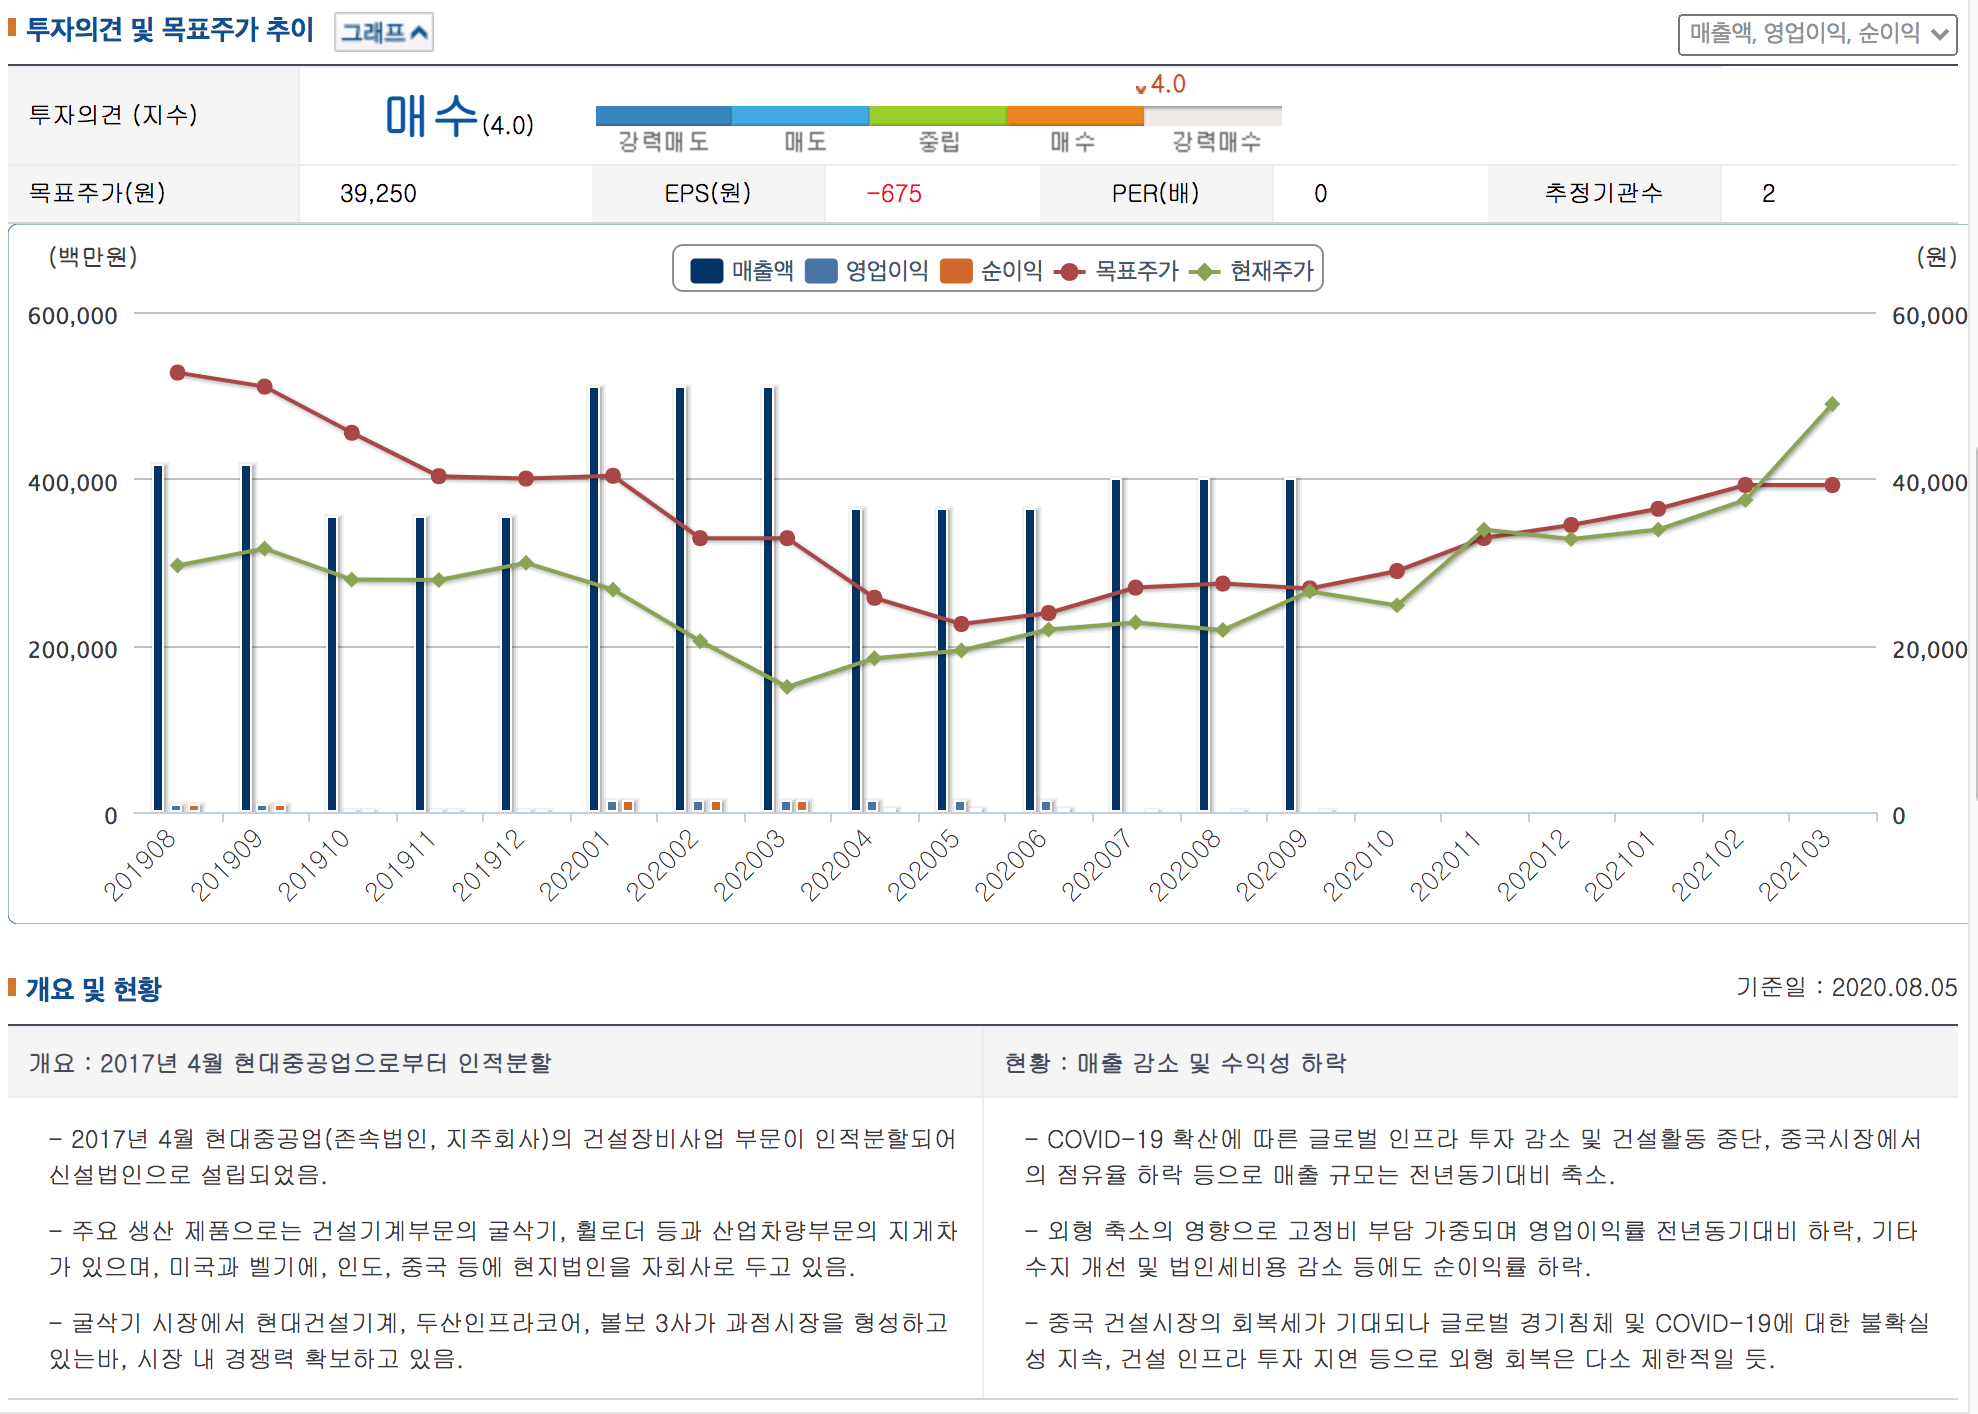 투자의견 및 목표주가 추이
그래프
매출액, 영업이익, 순이익
투자의견 (지수)
매수(4.0)
4.0
강력매도 매도 중립 매수 강력매수
목표주가(원) 39,250 EPS(원) -675 PER(배) 0 추정기관수 2
(백만원)
매출액 영업이익 순이익 목표주가 현재주가
(원)
600,000 60,000
400,000 40,000
200,000 20,000
0 0
201908 201909 201910 201911 201912 202001 202002 202003 202004 202005 202006 202007 202008 202009 202010 202011 202012 202101 202102 202103
개요 및 현황
기준일 : 2020.08.05
개요 : 2017년 4월 현대중공업으로부터 인적분할
- 2017년 4월 현대중공업(존속법인, 지주회사)의 건설장비사업 부문이 인적분할되어
신설법인으로 설립되었음.
- 주요 생산 제품으로는 건설기계부문의 굴삭기, 휠로더 등과 산업차량부문의 지게차
가 있으며, 미국과 벨기에, 인도, 중국 등에 현지법인을 자회사로 두고 있음.
- 굴삭기 시장에서 현대건설기계, 두산인프라코어, 볼보 3사가 과점시장을 형성하고
있는바, 시장 내 경쟁력 확보하고 있음.
현황 : 매출 감소 및 수익성 하락
- COVID-19 확산에 따른 글로벌 인프라 투자 감소 및 건설활동 중단, 중국시장에서
의 점유율 하락 등으로 매출 규모는 전년동기대비 축소.
- 외형 축소의 영향으로 고정비 부담 가중되며 영업이익률 전년동기대비 하락, 기타
수지 개선 및 법인세비용 감소 등에도 순이익률 하락.
- 중국 건설시장의 회복세가 기대되나 글로벌 경기침체 및 COVID-19에 대한 불확실
성 지속, 건설 인프라 투자 지연 등으로 외형 회복은 다소 제한적일 듯.